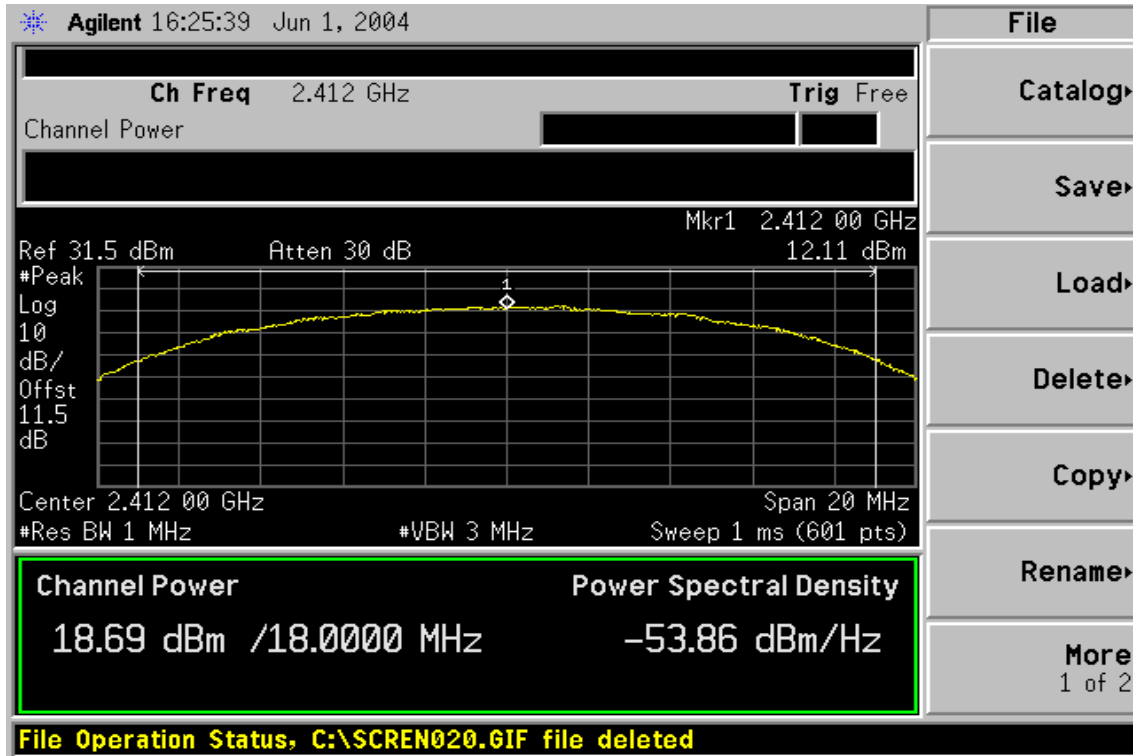 Agilent 16:25:39 Jun 1, 2004
File
Ch Freq 2.412 GHz Trig Free
Channel Power
Catalog
Save
Mkr1 2.412 00 GHz
Ref 31.5 dBm Atten 30 dB 12.11 dBm
#Peak
Log
10
dB/
Offst
11.5
dB
1
Load
Delete
Copy
Center 2.412 00 GHz Span 20 MHz
#Res BW 1 MHz #VBW 3 MHz Sweep 1 ms (601 pts)
Channel Power Power Spectral Density
18.69 dBm /18.0000 MHz -53.86 dBm/Hz
Rename
More
1 of 2
File Operation Status, C:\SCREN020.GIF file deleted